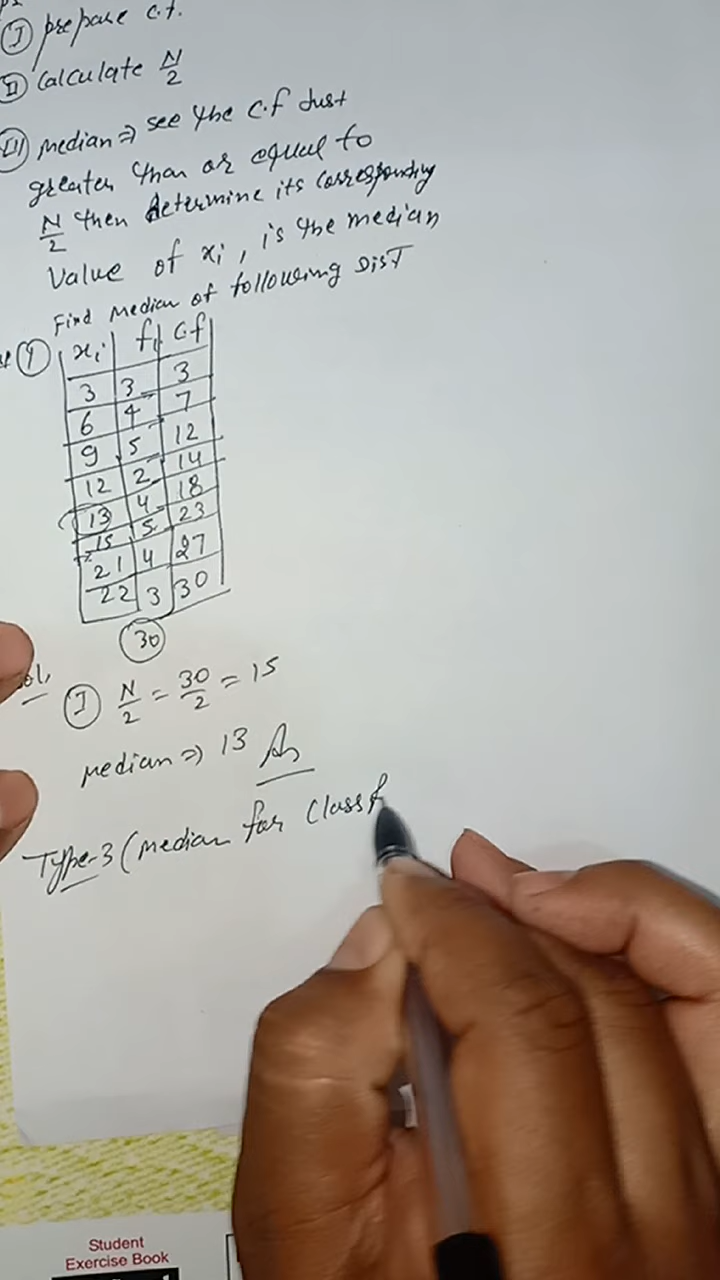 I prepare c.f.
II Calculate N/2
III median ⇒ see the c.f Just
greater than or equal to
N/2 then determine its corresponding
Value of xi, is the median
Find Median of following DisT
I xi fi c.f
3 3 3
6 4 7
9 5 12
12 2 14
13 4 18
15 5 23
21 4 27
22 3 30
30
Sol.
I N/2 = 30/2 = 15
median ⇒ 13 As
Type-3 (median for Class f
Student
Exercise Book